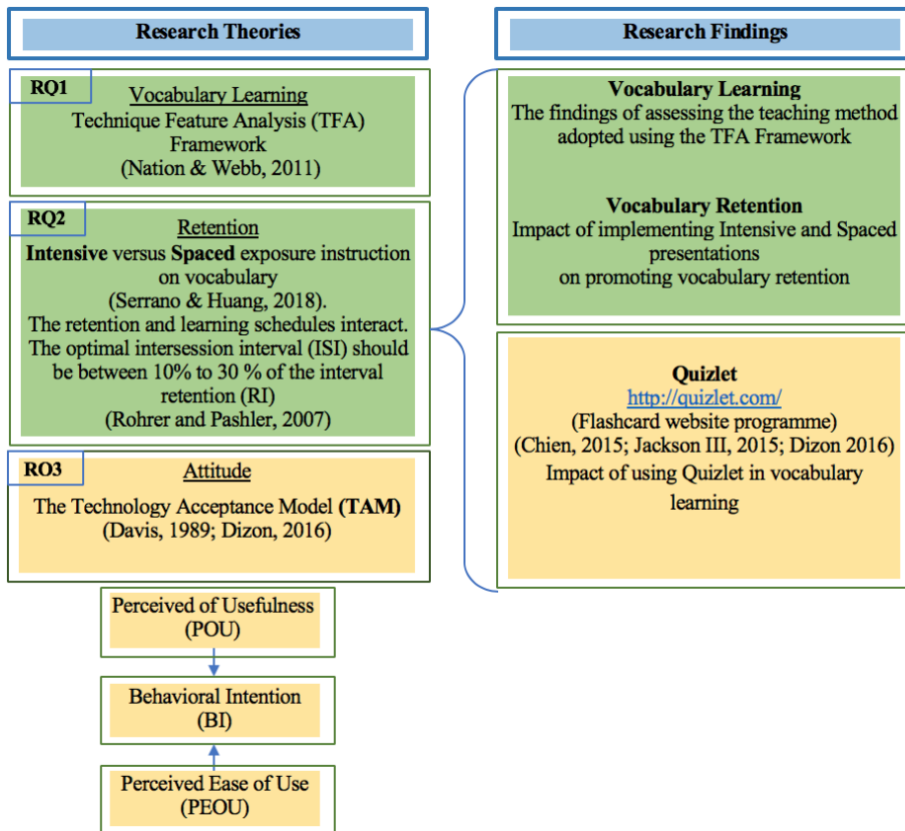 Research Theories
RQ1
Vocabulary Learning
Technique Feature Analysis (TFA)
Framework
(Nation & Webb, 2011)
RQ2
Retention
Intensive versus Spaced exposure instruction
on vocabulary
(Serrano & Huang, 2018).
The retention and learning schedules interact.
The optimal intersession interval (ISI) should
be between 10% to 30 % of the interval
retention (RI)
(Rohrer and Pashler, 2007)
RO3
Attitude
The Technology Acceptance Model (TAM)
(Davis, 1989; Dizon, 2016)
Perceived of Usefulness
(POU)
Behavioral Intention
(BI)
Perceived Ease of Use
(PEOU)
Research Findings
Vocabulary Learning
The findings of assessing the teaching method
adopted using the TFA Framework
Vocabulary Retention
Impact of implementing Intensive and Spaced
presentations
on promoting vocabulary retention
Quizlet
http://quizlet.com/
(Flashcard website programme)
(Chien, 2015; Jackson III, 2015; Dizon 2016)
Impact of using Quizlet in vocabulary
learning